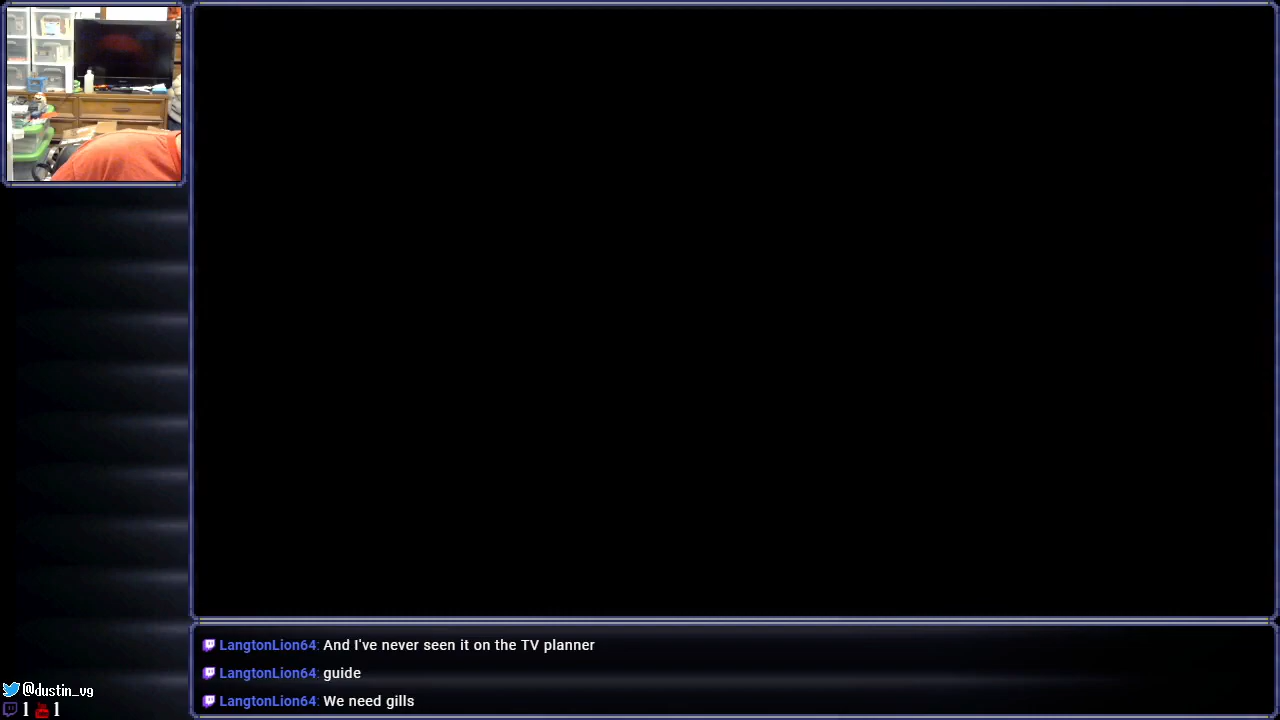 LangtonLion64: And I've never seen it on the TV planner
LangtonLion64: guide
LangtonLion64: We need gills
@dustin_vg
1 1